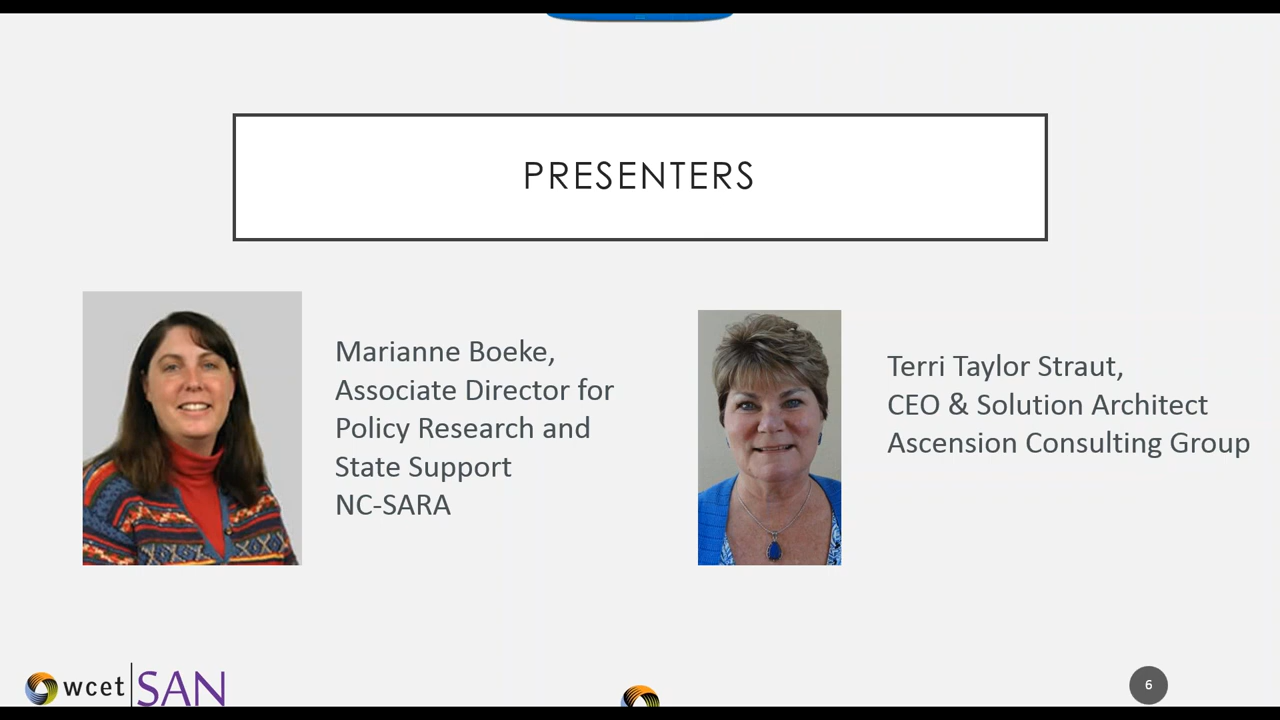 PRESENTERS
Marianne Boeke,
Associate Director for
Policy Research and
State Support
NC-SARA
Terri Taylor Straut,
CEO & Solution Architect
Ascension Consulting Group
wcet SAN
6